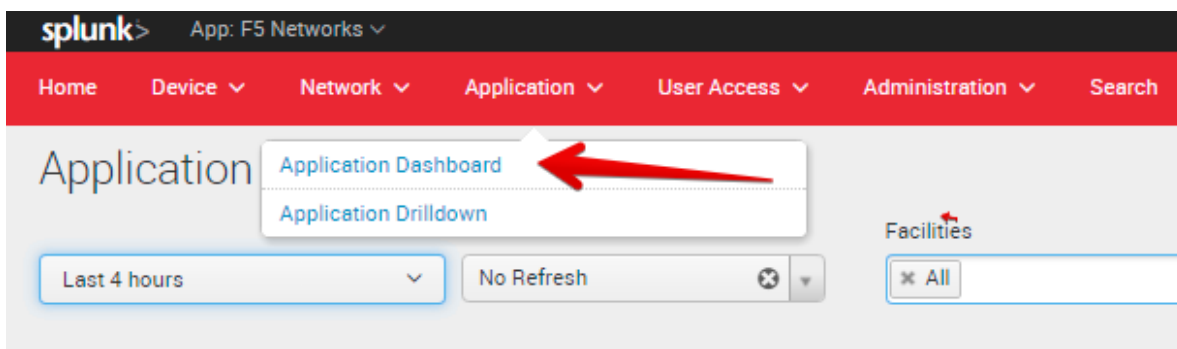 splunk> App: F5 Networks
Home Device Network Application User Access Administration Search
Application
Application Dashboard
Application Drilldown
Facilities
Last 4 hours No Refresh All